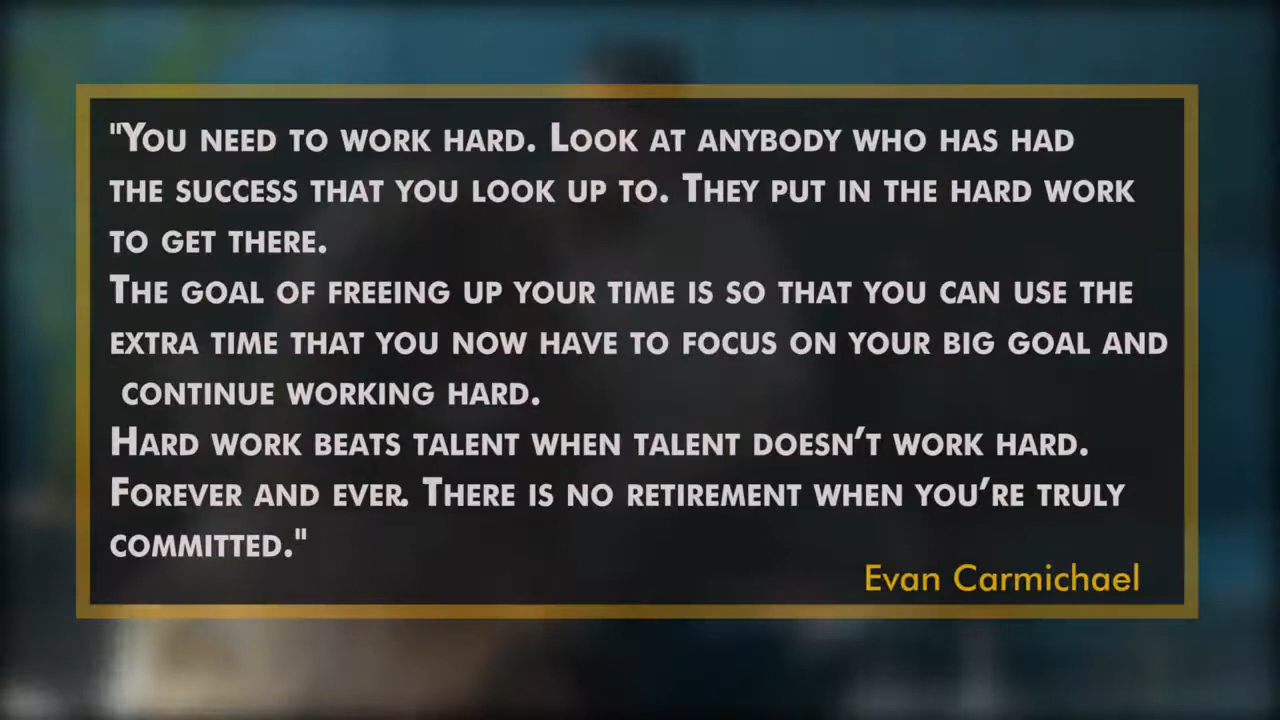 "You need to work hard. Look at anybody who has had
the success that you look up to. They put in the hard work
to get there.
The goal of freeing up your time is so that you can use the
extra time that you now have to focus on your big goal and
continue working hard.
Hard work beats talent when talent doesn't work hard.
Forever and ever. There is no retirement when you're truly
committed."
Evan Carmichael